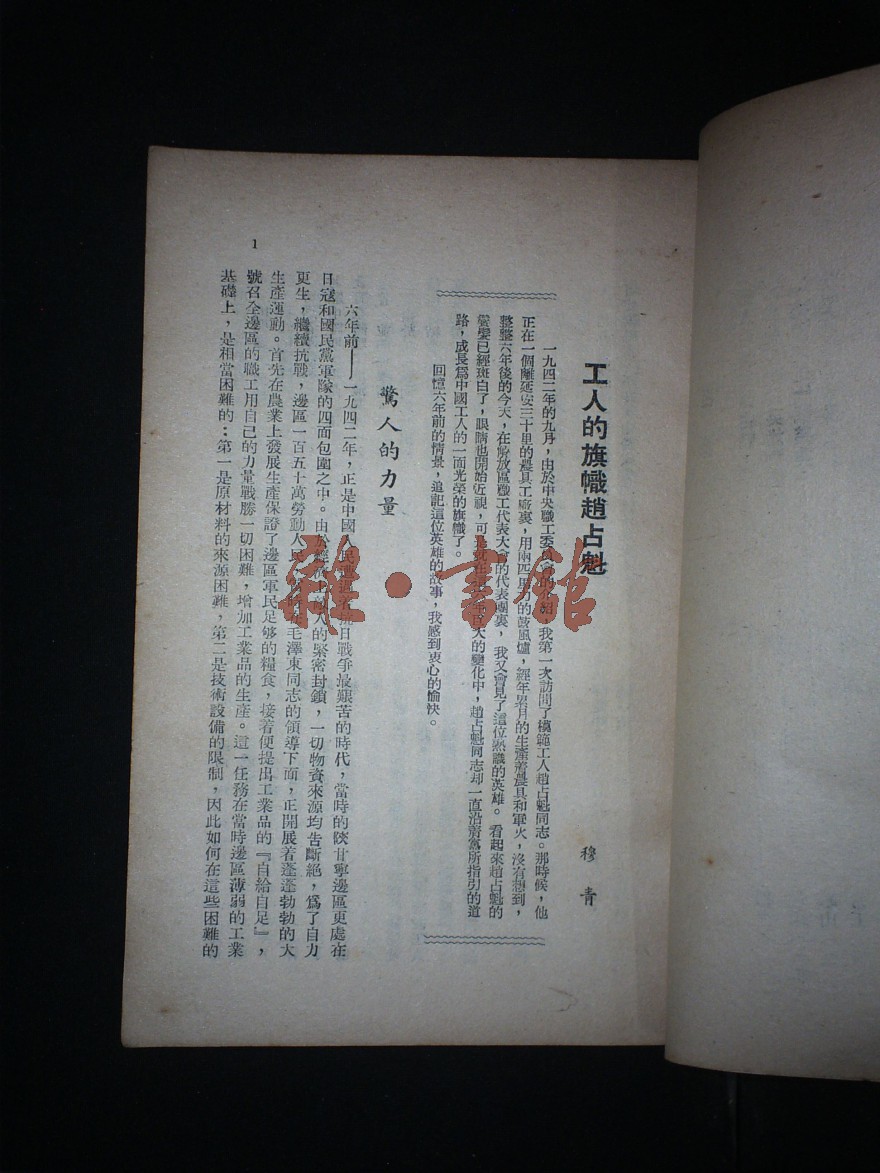 工人的旗幟趙占魁
穆青
一九四二年的九月，由於中央職工委員會的介紹，我第一次訪問了模範工人趙占魁同志。那時候，他
正在一個離延安三十里的農具工廠裏，用兩四馬力的鼓風爐，經年累月的生產着農具和軍火，沒有想到，
整整六年後的今天，在解放區職工代表大會的代表團裏，我又會見了這位熟識的英雄。看起來趙占魁的
鬢髮已經斑白了，眼睛也開始近視，可是就在這六年巨大的變化中，趙占魁同志却一直沿着黨所指引的道
路，成長爲中國工人的一面光榮的旗幟了。
回憶六年前的情景，追記這位英雄的故事，我感到衷心的愉快。
驚人的力量
六年前——一九四二年，正是中國人民抗日戰爭最艱苦的時代，當時的陝甘寧邊區更處在
日寇和國民黨軍隊的四面包圍之中。由於人的緊密封鎖，一切物資來源均告斷絕，爲了自力
更生，繼續抗戰，邊區一百五十萬勞動人民，毛澤東同志的領導下面，正開展着蓬蓬勃勃的大
生產運動。首先在農業上發展生產保證了邊區軍民足够的糧食，接着便提出工業品的『自給自足』，
號召全邊區的職工用自己的力量戰勝一切困難，增加工業品的生產。這一任務在當時邊區薄弱的工業
基礎上，是相當困難的：第一是原材料的來源困難，第二是技術設備的限制，因此如何在這些困難的
1
雜·書館